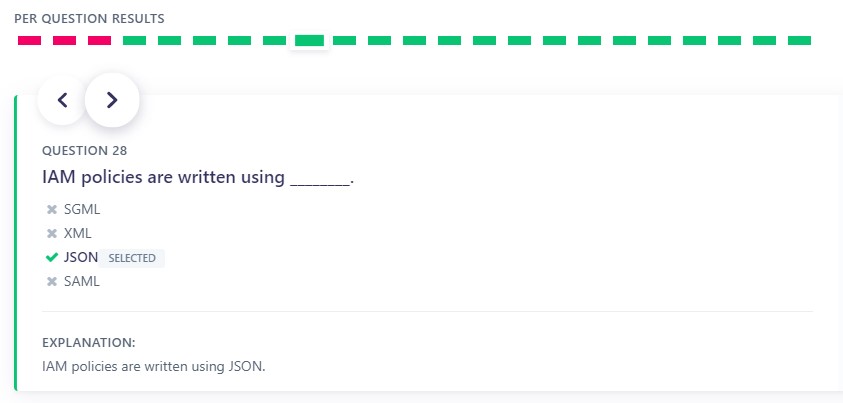 PER QUESTION RESULTS
QUESTION 28
IAM policies are written using ________.
SGML
XML
JSON SELECTED
SAML
EXPLANATION:
IAM policies are written using JSON.